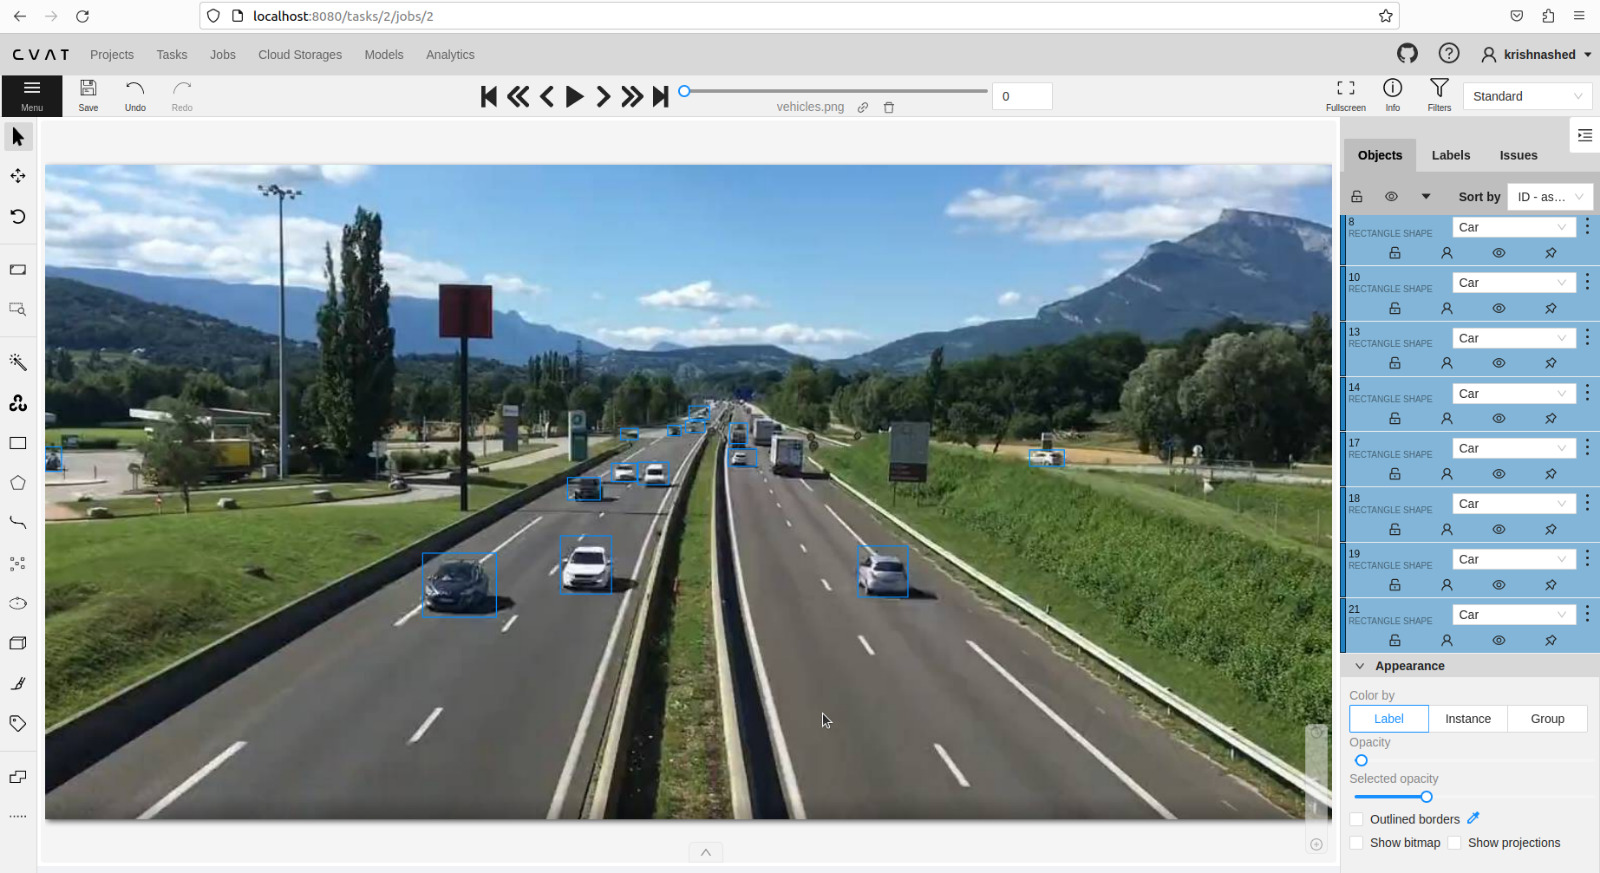 localhost:8080/tasks/2/jobs/2
CVAT Projects Tasks Jobs Cloud Storages Models Analytics krishnashed
Menu Save Undo Redo vehicles.png 0 Fullscreen Info Filters Standard
Objects Labels Issues
Sort by ID - as...
8 RECTANGLE SHAPE Car
10 RECTANGLE SHAPE Car
13 RECTANGLE SHAPE Car
14 RECTANGLE SHAPE Car
17 RECTANGLE SHAPE Car
18 RECTANGLE SHAPE Car
19 RECTANGLE SHAPE Car
21 RECTANGLE SHAPE Car
Appearance
Color by
Label Instance Group
Opacity
Selected opacity
Outlined borders
Show bitmap Show projections